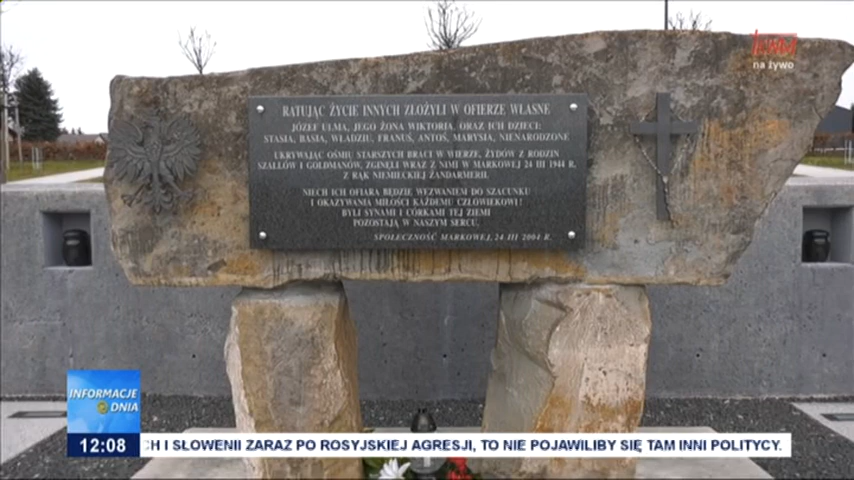 TRWAM
na żywo
RATUJĄC ŻYCIE INNYCH ZŁOŻYLI W OFIERZE WŁASNE
JÓZEF ULMA, JEGO ŻONA WIKTORIA, ORAZ ICH DZIECI:
STASIA, BASIA, WŁADZIU, FRANUŚ, ANTOŚ, MARYSIA, NIENARODZONE
UKRYWAJĄC OŚMIU STARSZYCH BRACI W WIERZE, ŻYDÓW Z RODZIN
SZALLÓW I GOLDMANÓW, ZGINĘLI WRAZ Z NIMI W MARKOWEJ 24 III 1944 R.
Z RĄK NIEMIECKIEJ ŻANDARMERII.
NIECH ICH OFIARA BĘDZIE WEZWANIEM DO SZACUNKU
I OKAZYWANIA MIŁOŚCI KAŻDEMU CZŁOWIEKOWI!
BYLI SYNAMI I CÓRKAMI TEJ ZIEMI
POZOSTAJĄ W NASZYM SERCU.
SPOŁECZNOŚĆ MARKOWEJ, 24 III 2004 R.
INFORMACJE
DNIA
12:08
CH I SŁOWENII ZARAZ PO ROSYJSKIEJ AGRESJI, TO NIE POJAWILIBY SIĘ TAM INNI POLITYCY.